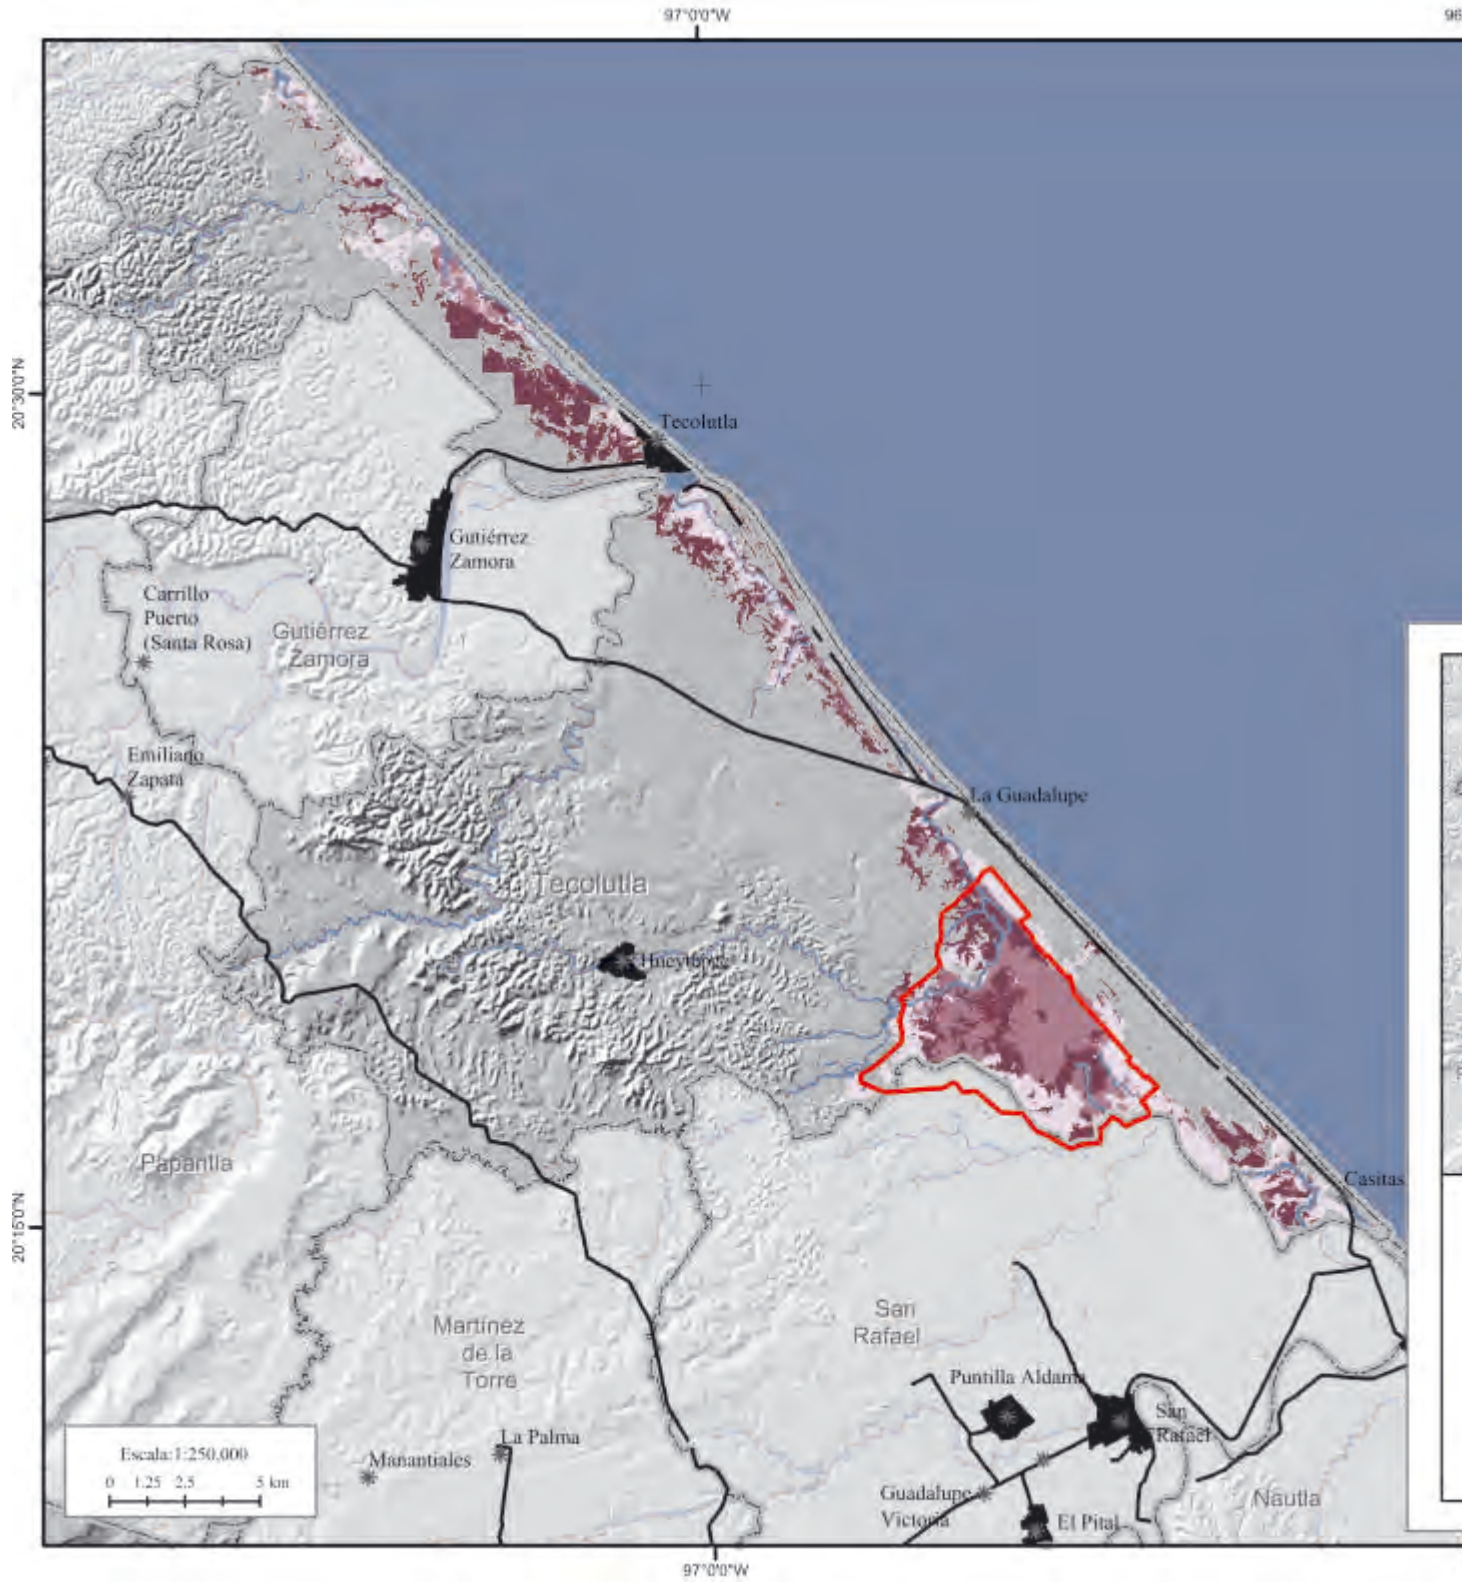 97°0'0"W
96
20°30'0"N
Tecolutla
Gutiérrez
Zamora
Carrillo
Puerto
(Santa Rosa)
Gutiérrez
Zamora
Emiliano
Zapata
La Guadalupe
Tecolutla
Hueytepec
Papantla
Casitas
20°15'0"N
Martínez
de la
Torre
San
Rafael
Puntilla Aldama
San
Rafael
La Palma
Manantiales
Guadalupe
Victoria
El Pital
Nautla
Escala:1:250,000
0 1.25 2.5 5 km
97°0'0"W